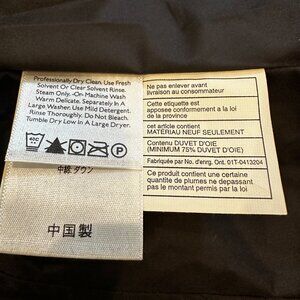 Professionally Dry Clean. Use Fresh
Solvent Or Clear Solvent Rinse.
Steam Only. -Or- Machine Wash
Warm Delicate. Separately In A
Large Washer. Use Mild Detergent.
Rinse Thoroughly. Do Not Bleach.
Tumble Dry Low In A Large Dryer.
P
中綿 ダウン
中国製
Ne pas enlever avant
livraison au consommateur
Cette étiquette est
apposée conformement a la loi
de la province
cet article contient
MATÉRIAU NEUF SEULEMENT
Contenu DUVET D'OIE
(MINIMUM 75% DUVET D'OIE)
Fabriquée par No. d'enrg. Ont. 01T-0413204
Ce produit contient une certaine
quantité de plumes ne depassant
pas le montant permis par la loi